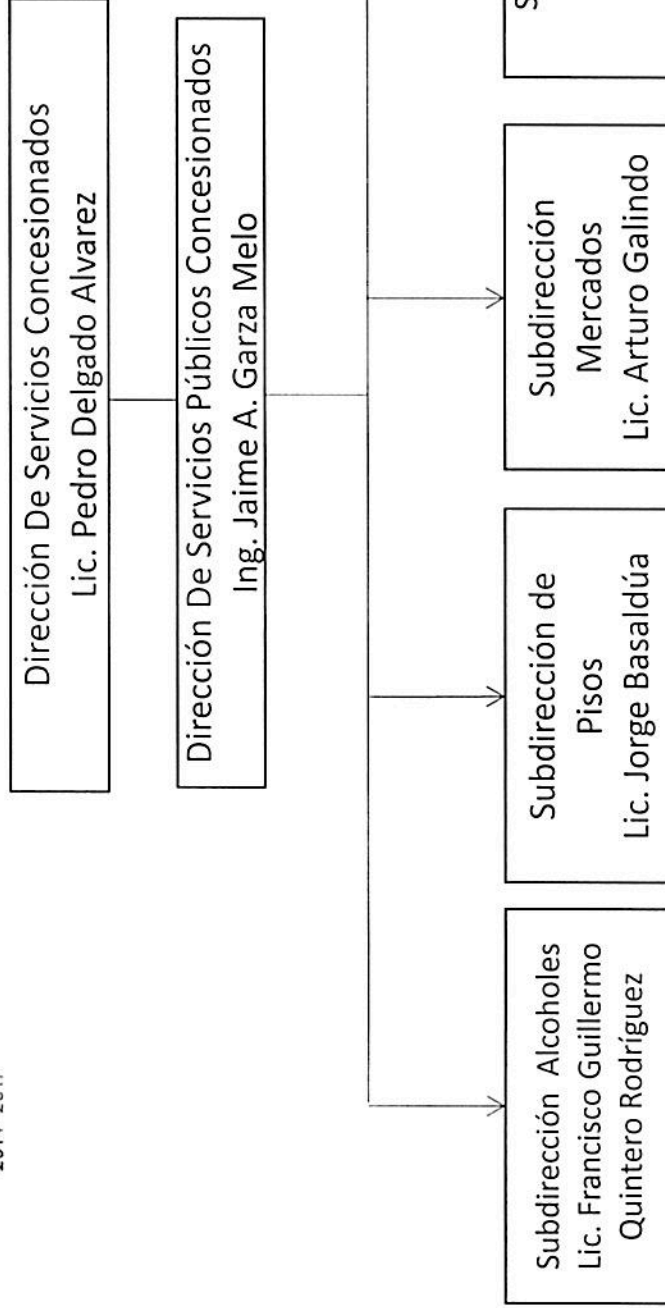 Dirección De Servicios Concesionados
Lic. Pedro Delgado Alvarez
Dirección De Servicios Públicos Concesionados
Ing. Jaime A. Garza Melo
Subdirección Alcoholes
Lic. Francisco Guillermo
Quintero Rodríguez
Subdirección de
Pisos
Lic. Jorge Basaldúa
Subdirección
Mercados
Lic. Arturo Galindo